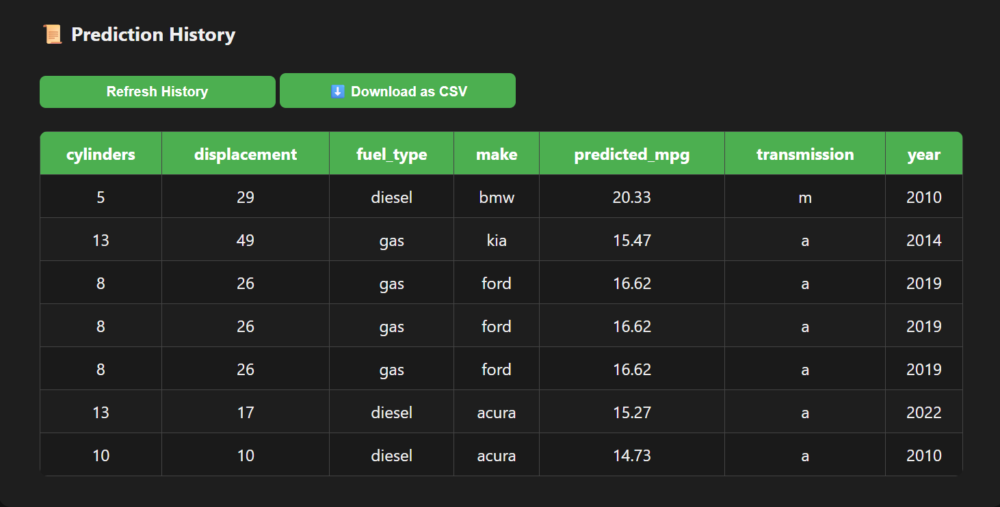 📜 Prediction History
Refresh History
⬇️ Download as CSV
cylinders displacement fuel_type make predicted_mpg transmission year
5 29 diesel bmw 20.33 m 2010
13 49 gas kia 15.47 a 2014
8 26 gas ford 16.62 a 2019
8 26 gas ford 16.62 a 2019
8 26 gas ford 16.62 a 2019
13 17 diesel acura 15.27 a 2022
10 10 diesel acura 14.73 a 2010